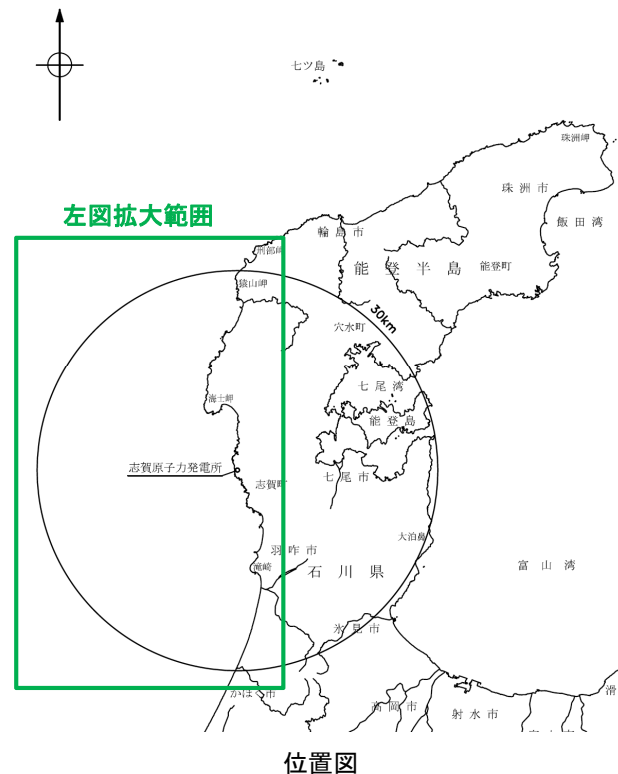 七ツ島
珠洲岬
珠洲市
左図拡大範囲
飯田湾
輪島市
刑部岬
能登半島
能登町
猿山岬
30km
穴水町
七尾湾
海士岬
能登島
志賀原子力発電所
七尾市
志賀町
大泊鼻
羽咋市
滝崎
石川県
富山湾
氷見市
かほく市
高岡市
射水市
滑
位置図